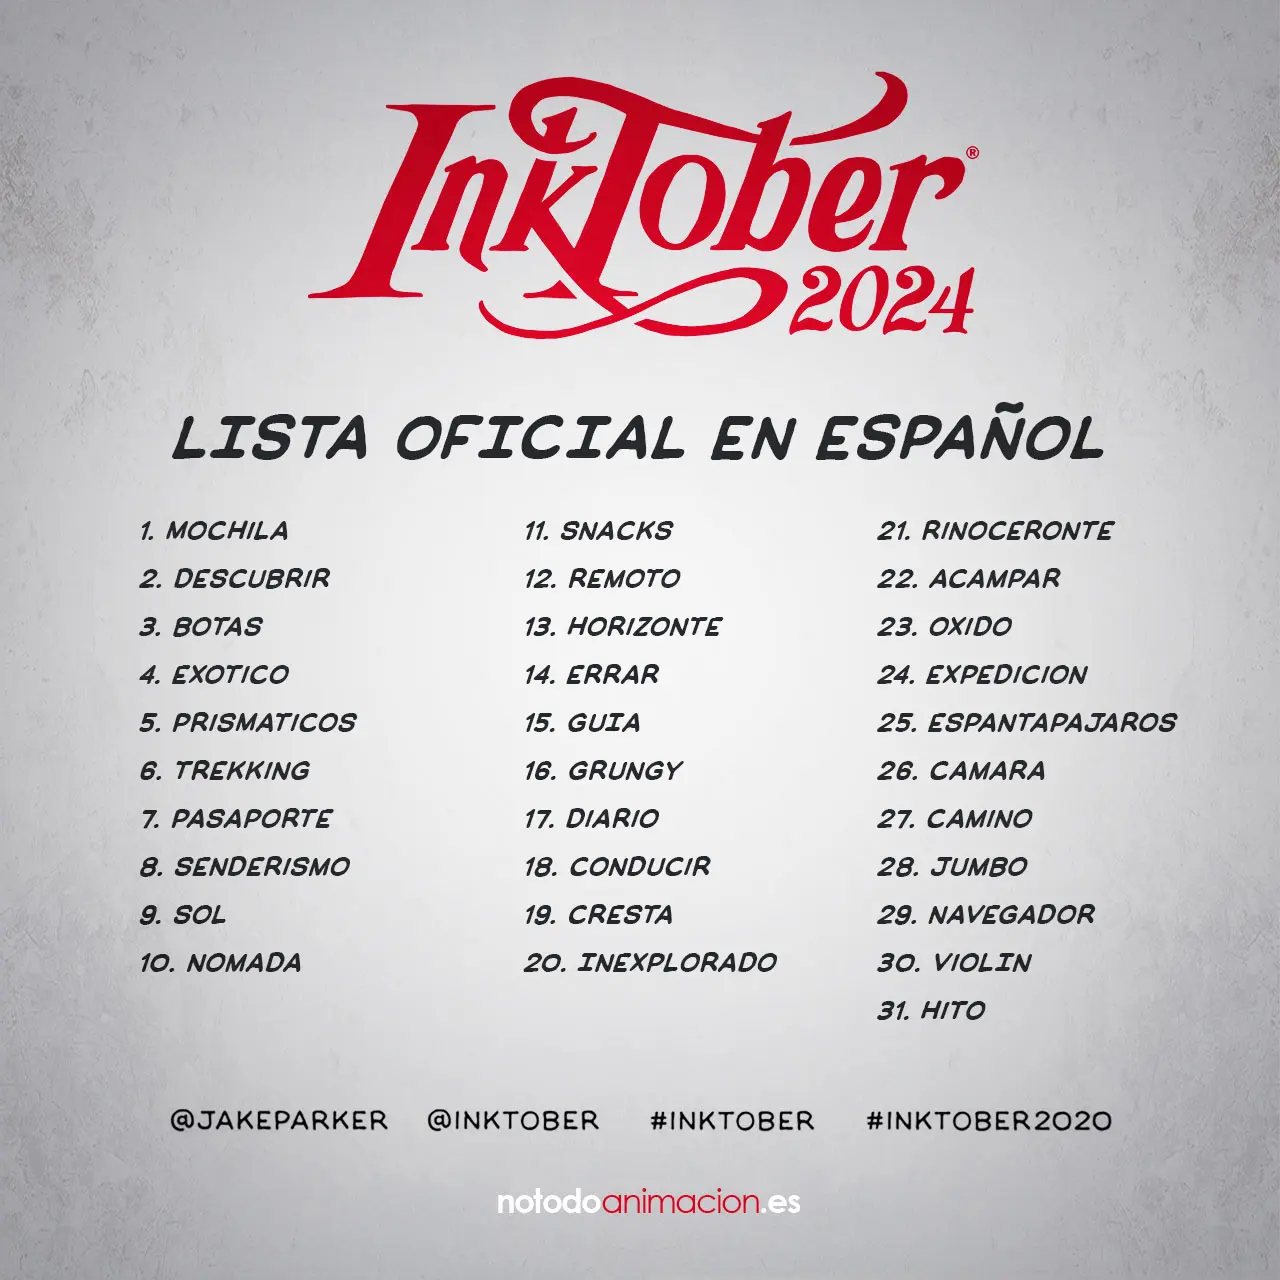 InkTober®
2024
LISTA OFICIAL EN ESPAÑOL
1. MOCHILA
2. DESCUBRIR
3. BOTAS
4. EXOTICO
5. PRISMATICOS
6. TREKKING
7. PASAPORTE
8. SENDERISMO
9. SOL
10. NOMADA
11. SNACKS
12. REMOTO
13. HORIZONTE
14. ERRAR
15. GUIA
16. GRUNGY
17. DIARIO
18. CONDUCIR
19. CRESTA
20. INEXPLORADO
21. RINOCERONTE
22. ACAMPAR
23. OXIDO
24. EXPEDICION
25. ESPANTAPAJAROS
26. CAMARA
27. CAMINO
28. JUMBO
29. NAVEGADOR
30. VIOLIN
31. HITO
@JAKEPARKER @INKTOBER #INKTOBER #INKTOBER2020
notodoanimacion.es